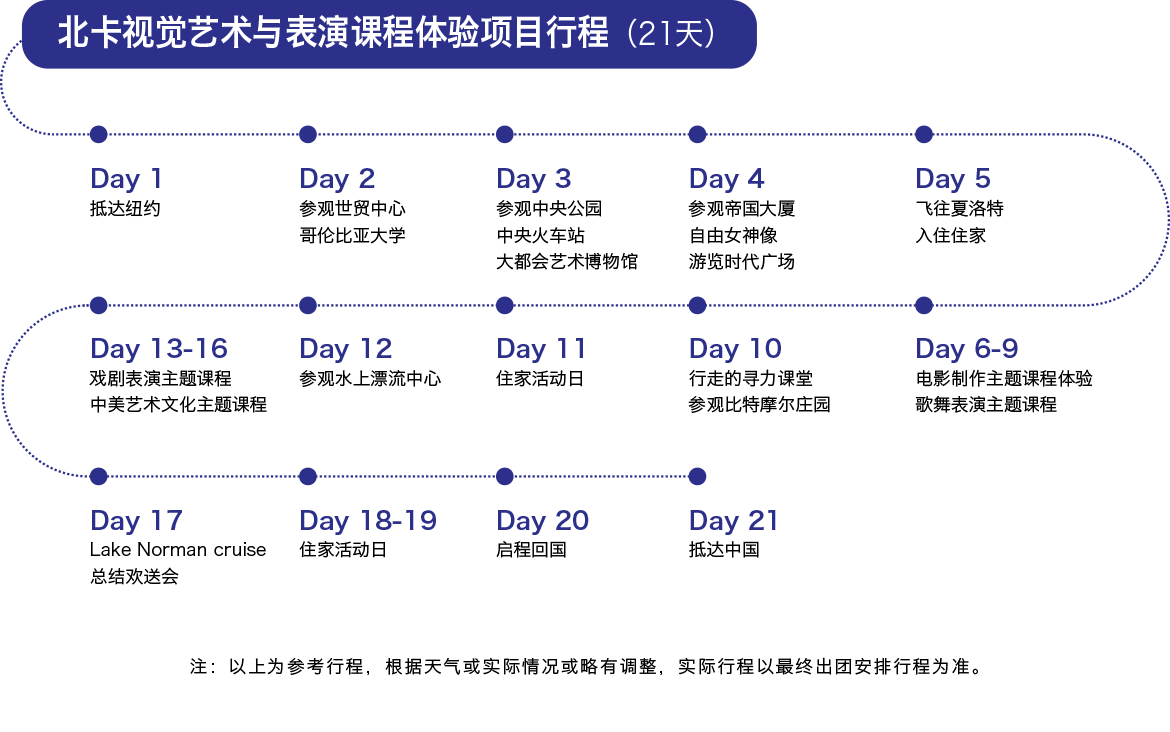 北卡视觉艺术与表演课程体验项目行程（21天）
Day 1
抵达纽约
Day 2
参观世贸中心
哥伦比亚大学
Day 3
参观中央公园
中央火车站
大都会艺术博物馆
Day 4
参观帝国大厦
自由女神像
游览时代广场
Day 5
飞往夏洛特
入住住家
Day 6-9
电影制作主题课程体验
歌舞表演主题课程
Day 10
行走的寻力课堂
参观比特摩尔庄园
Day 11
住家活动日
Day 12
参观水上漂流中心
Day 13-16
戏剧表演主题课程
中美艺术文化主题课程
Day 17
Lake Norman cruise
总结欢送会
Day 18-19
住家活动日
Day 20
启程回国
Day 21
抵达中国
注：以上为参考行程，根据天气或实际情况或略有调整，实际行程以最终出团安排行程为准。